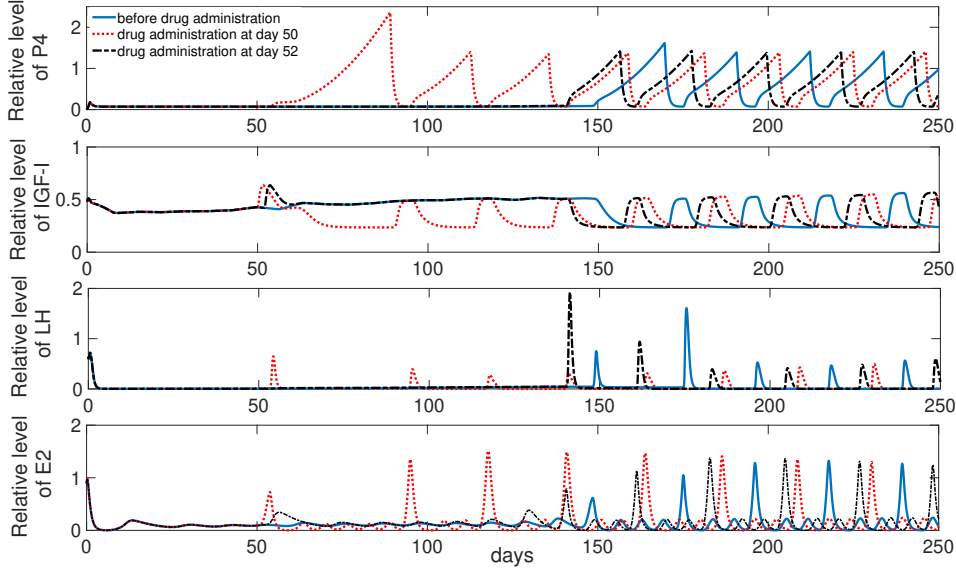 Relative level
of P4
2
1
0
before drug administration
drug administration at day 50
drug administration at day 52
0 50 100 150 200 250
Relative level
of IGF-I
1
0.5
0
0 50 100 150 200 250
Relative level
of LH
2
1
0
0 50 100 150 200 250
Relative level
of E2
2
1
0
0 50 100 150 200 250
days